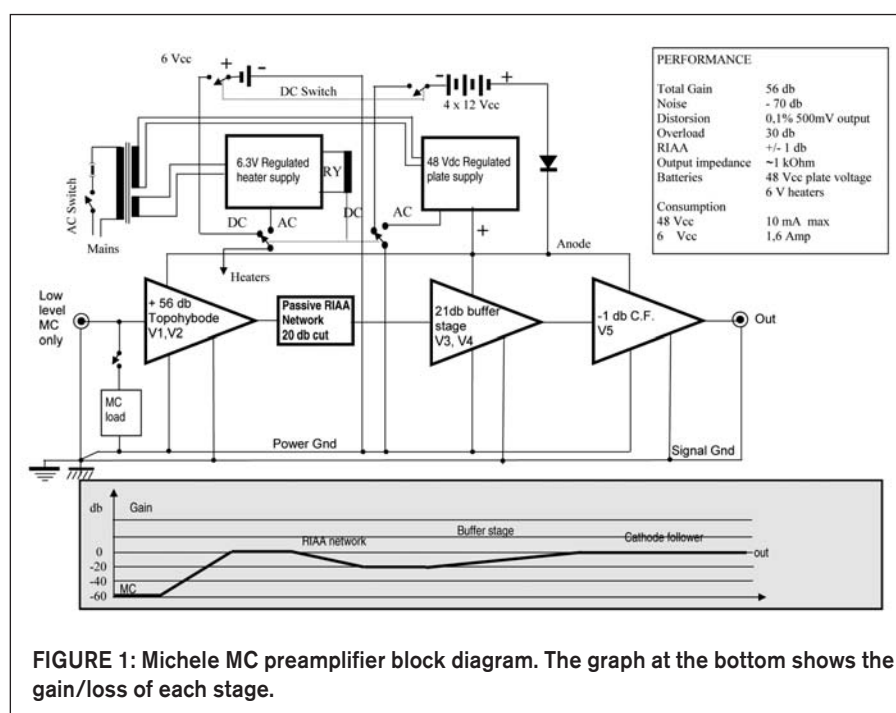 6 Vcc
+
-
DC Switch
-
+
4 x 12 Vcc
AC Switch
Mains
6.3V Regulated
heater supply
RY
DC
AC
DC
AC
48 Vdc Regulated
plate supply
+
Anode
Heaters
PERFORMANCE
Total Gain 56 db
Noise - 70 db
Distorsion 0,1% 500mV output
Overload 30 db
RIAA +/- 1 db
Output impedance ~1 kOhm
Batteries 48 Vcc plate voltage
6 V heaters
Consumption
48 Vcc 10 mA max
6 Vcc 1,6 Amp
Low
level
MC
only
+ 56 db
Topohybode
V1,V2
Passive RIAA
Network
20 db cut
21db buffer
stage
V3, V4
-1 db C.F.
V5
Out
MC
load
Power Gnd
Signal Gnd
db
Gain
0
-20
-40
-60
MC
RIAA network
Buffer stage
Cathode follower
out
FIGURE 1: Michele MC preamplifier block diagram. The graph at the bottom shows the
gain/loss of each stage.